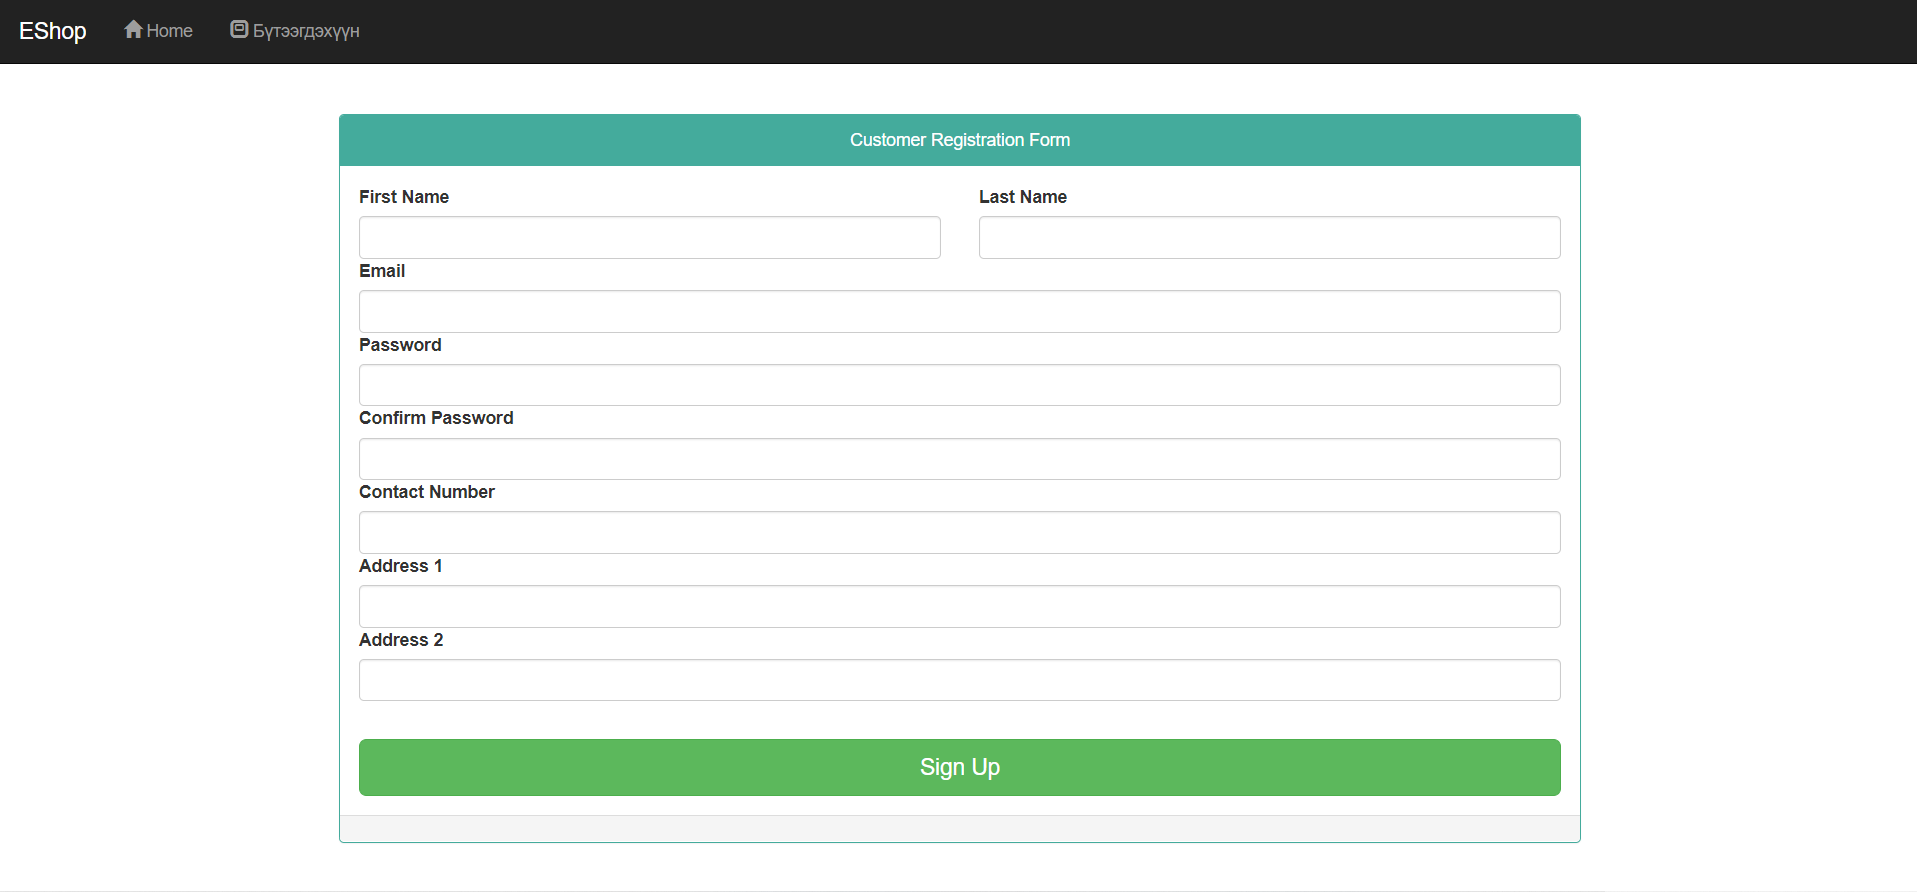 EShop Home Бүтээгдэхүүн
Customer Registration Form
First Name Last Name
Email
Password
Confirm Password
Contact Number
Address 1
Address 2
Sign Up